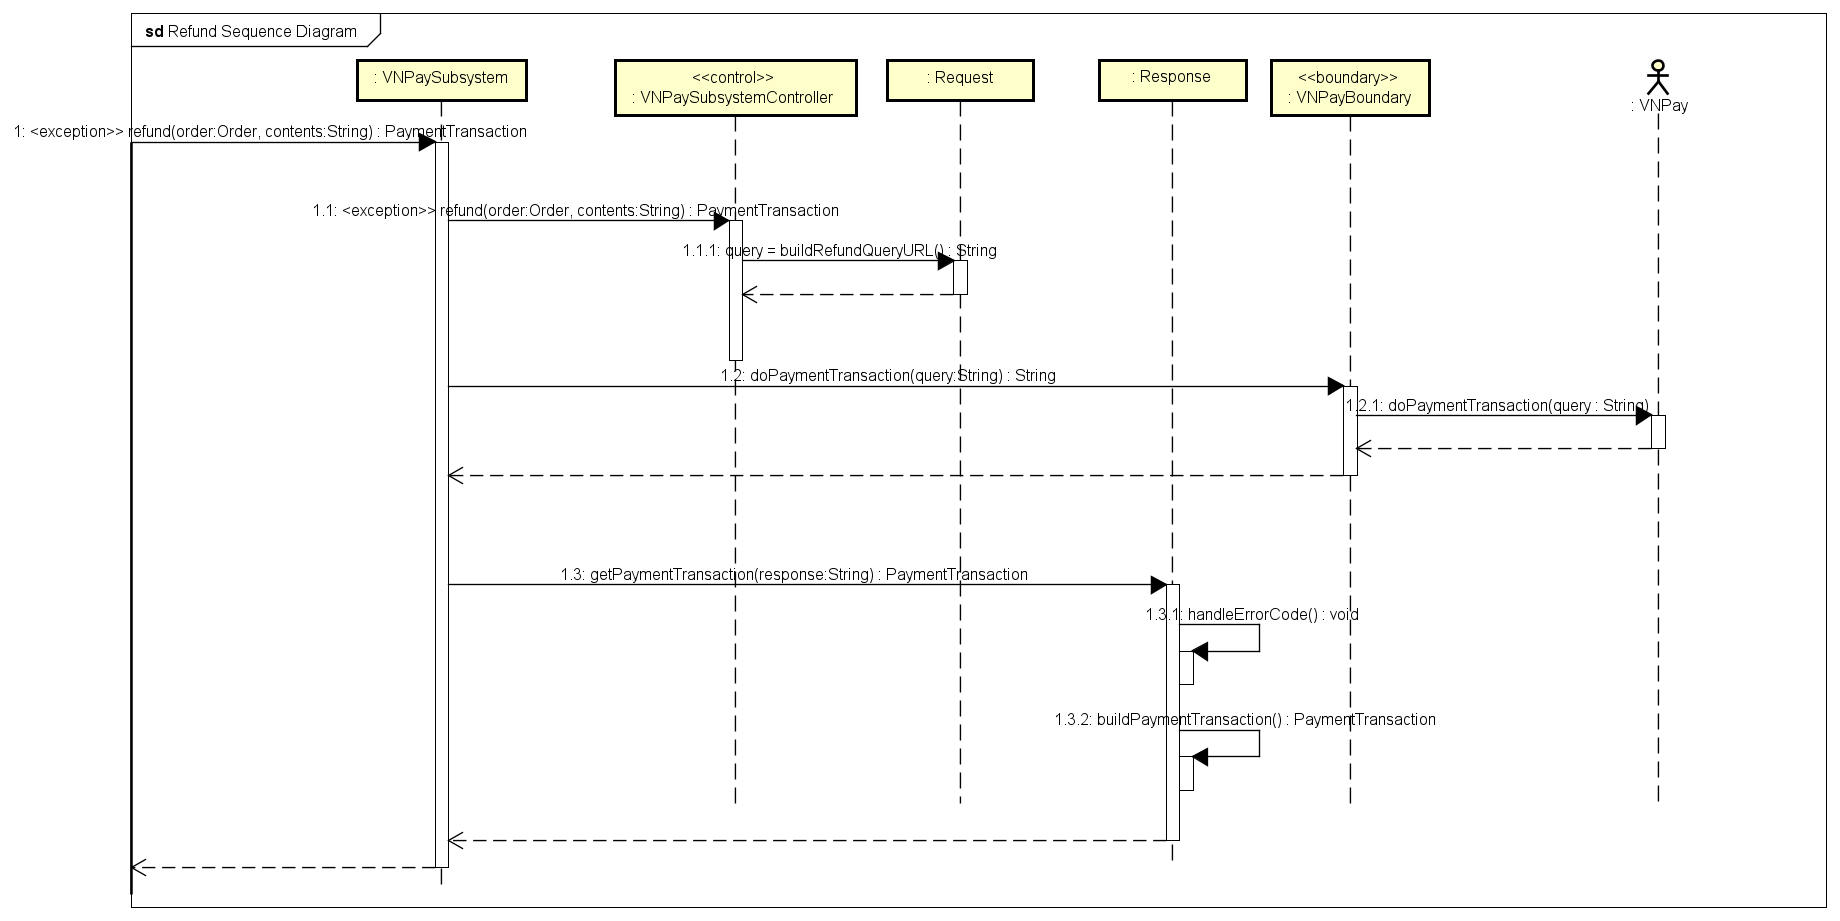 sd Refund Sequence Diagram
: VNPaySubsystem
<<control>>
: VNPaySubsystemController
: Request
: Response
<<boundary>>
: VNPayBoundary
: VNPay
1: <exception>> refund(order:Order, contents:String) : PaymentTransaction
1.1: <exception>> refund(order:Order, contents:String) : PaymentTransaction
1.1.1: query = buildRefundQueryURL() : String
1.2: doPaymentTransaction(query:String) : String
1.2.1: doPaymentTransaction(query : String)
1.3: getPaymentTransaction(response:String) : PaymentTransaction
1.3.1: handleErrorCode() : void
1.3.2: buildPaymentTransaction() : PaymentTransaction